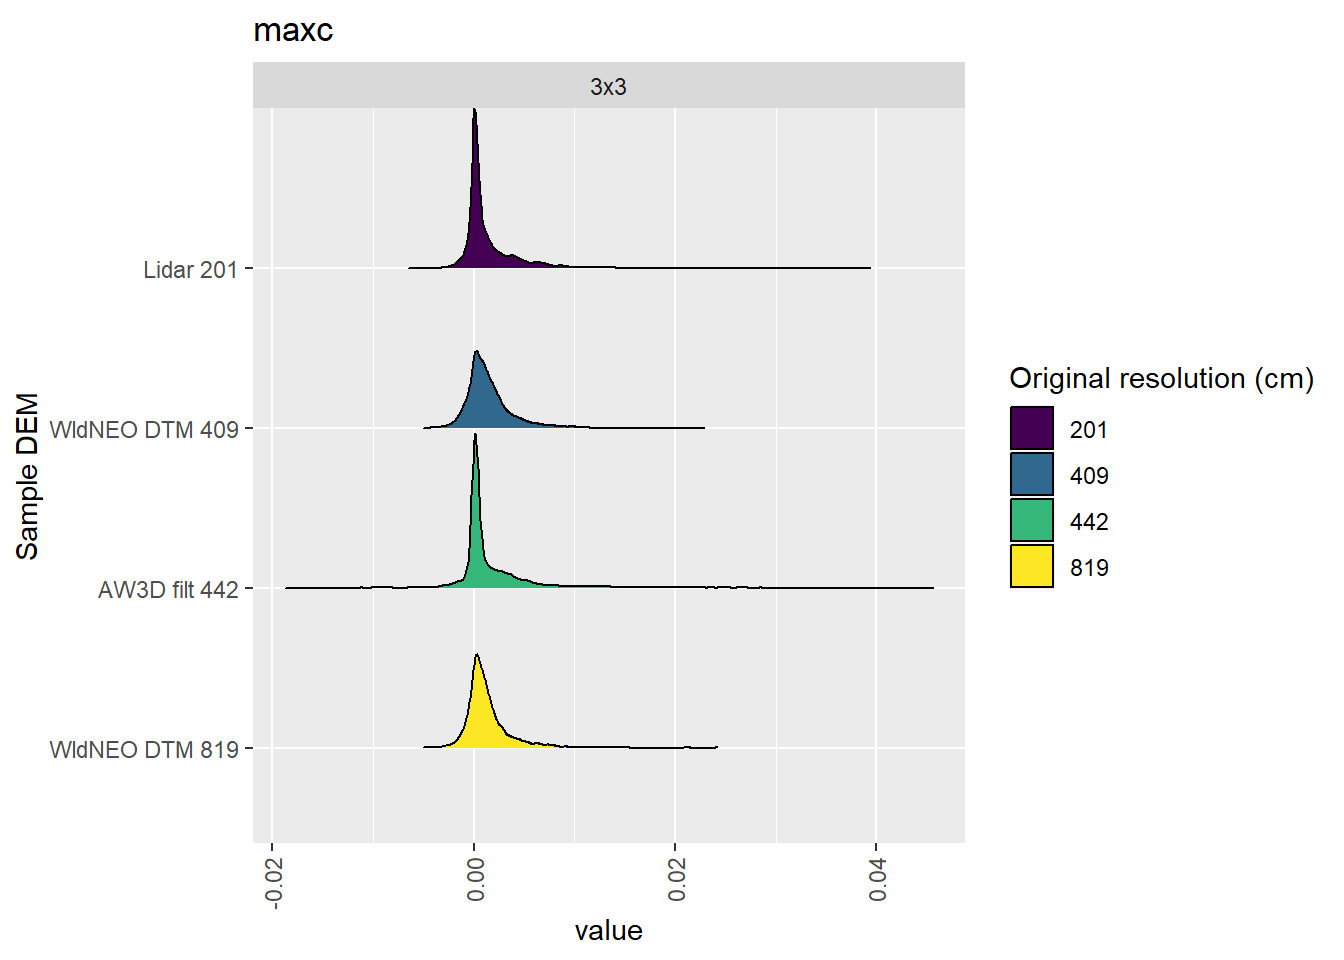 maxc
3x3
Sample DEM
Lidar 201
WldNEO DTM 409
AW3D filt 442
WldNEO DTM 819
-0.02
0.00
0.02
0.04
value
Original resolution (cm)
201
409
442
819